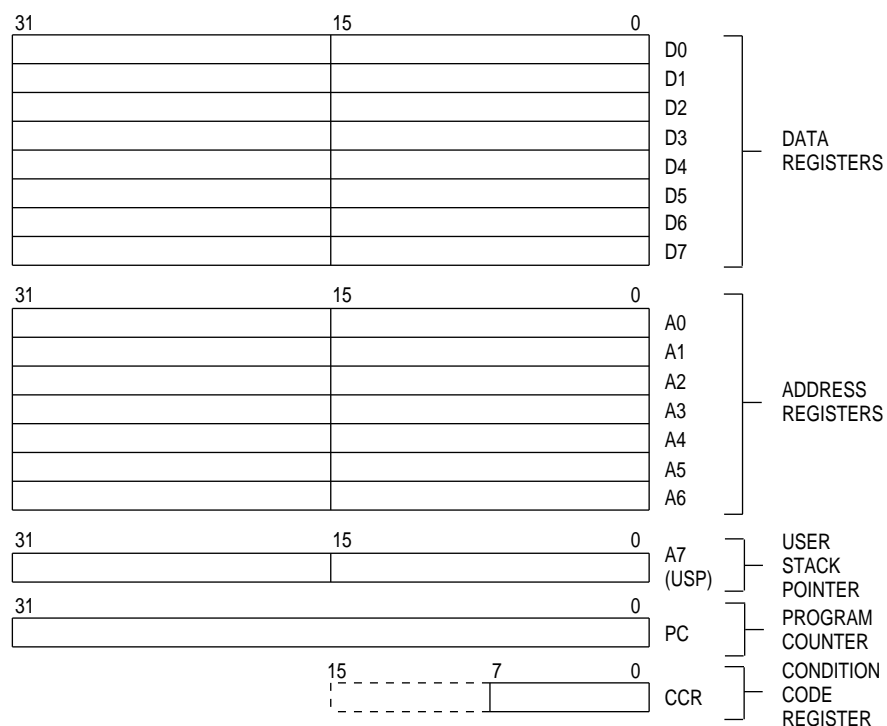 31 15 0
D0
D1
D2
D3
D4
D5
D6
D7
DATA
REGISTERS
31 15 0
A0
A1
A2
A3
A4
A5
A6
ADDRESS
REGISTERS
31 15 0
A7
(USP)
USER
STACK
POINTER
31 0
PC
PROGRAM
COUNTER
15 7 0
CCR
CONDITION
CODE
REGISTER